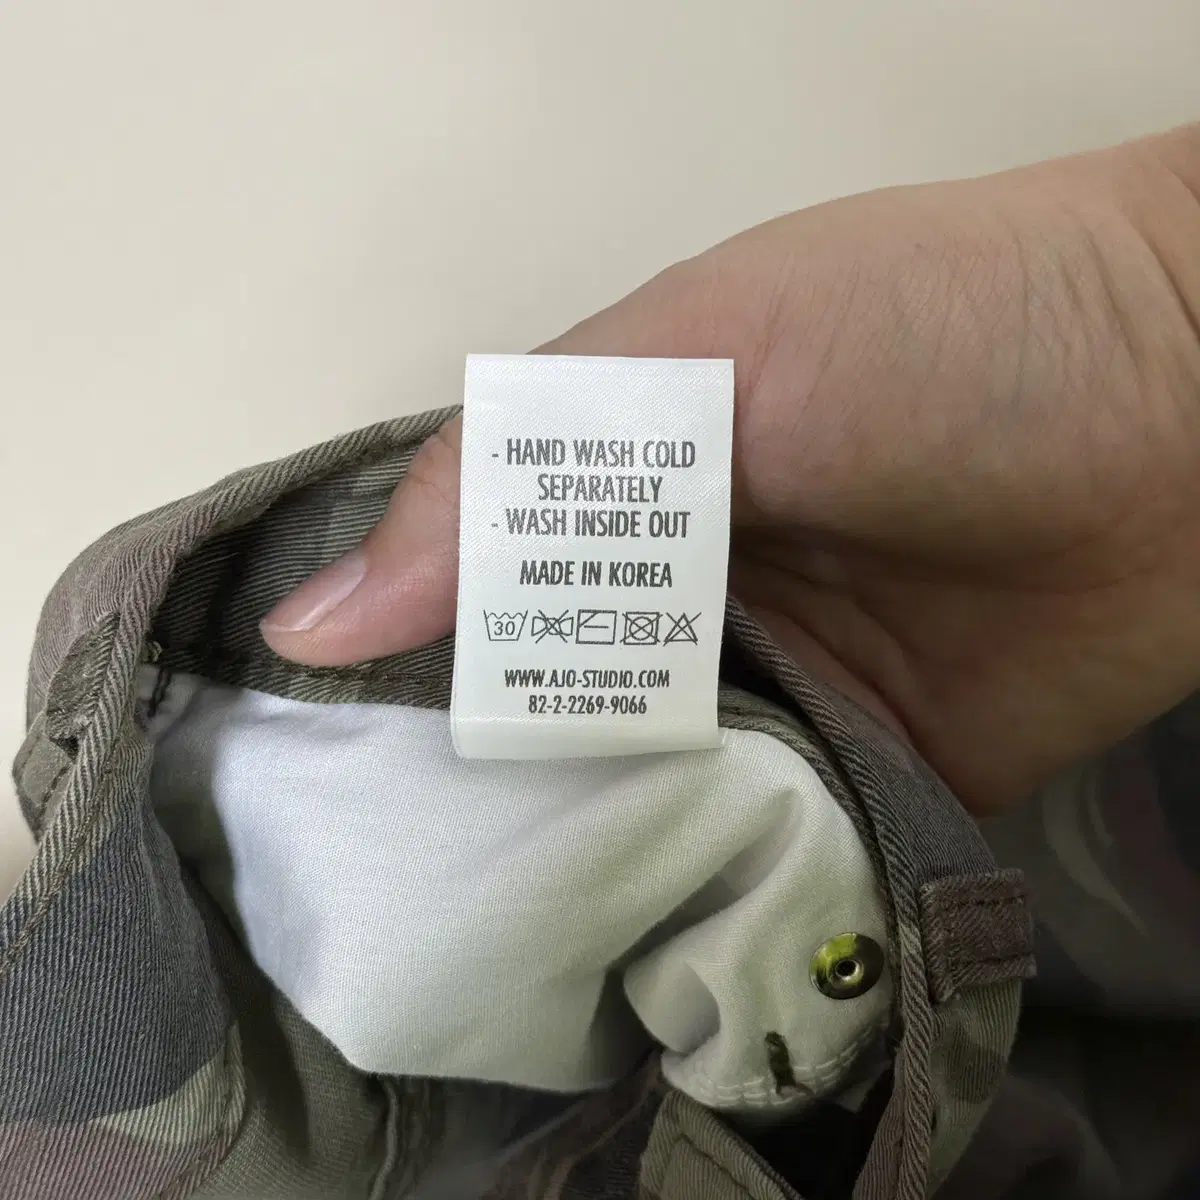 - HAND WASH COLD
SEPARATELY
- WASH INSIDE OUT
MADE IN KOREA
30
WWW.AJO-STUDIO.COM
82-2-2269-9066